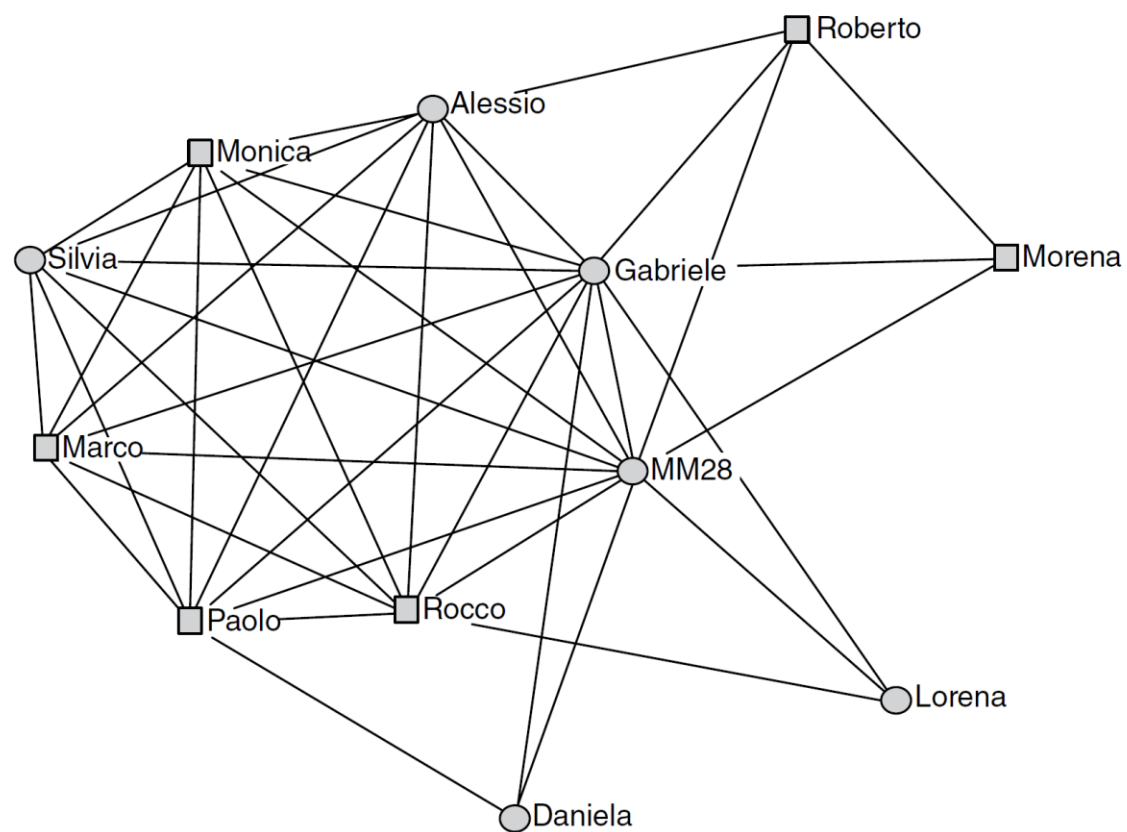 Roberto
Alessio
Monica
Silvia
Gabriele
Morena
Marco
MM28
Rocco
Paolo
Lorena
Daniela